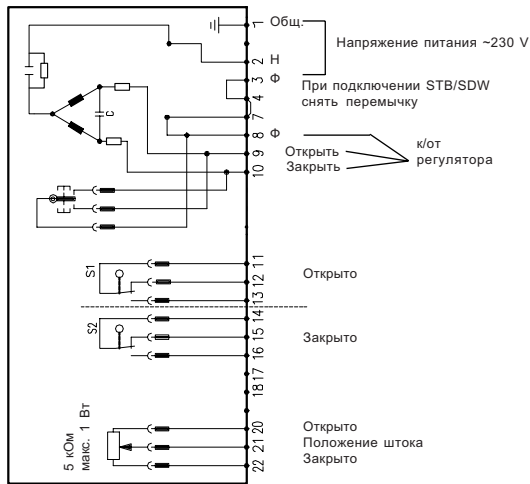 1 Общ.
Напряжение питания ~230 V
2 Н
3 Ф
При подключении STB/SDW
снять перемычку
4
7
8 Ф
к/от
регулятора
9 Открыть
10 Закрыть
C
S1
11
12 Открыто
13
S2
14
15 Закрыто
16
17
18
5 кОм
макс. 1 Вт
20 Открыто
21 Положение штока
22 Закрыто